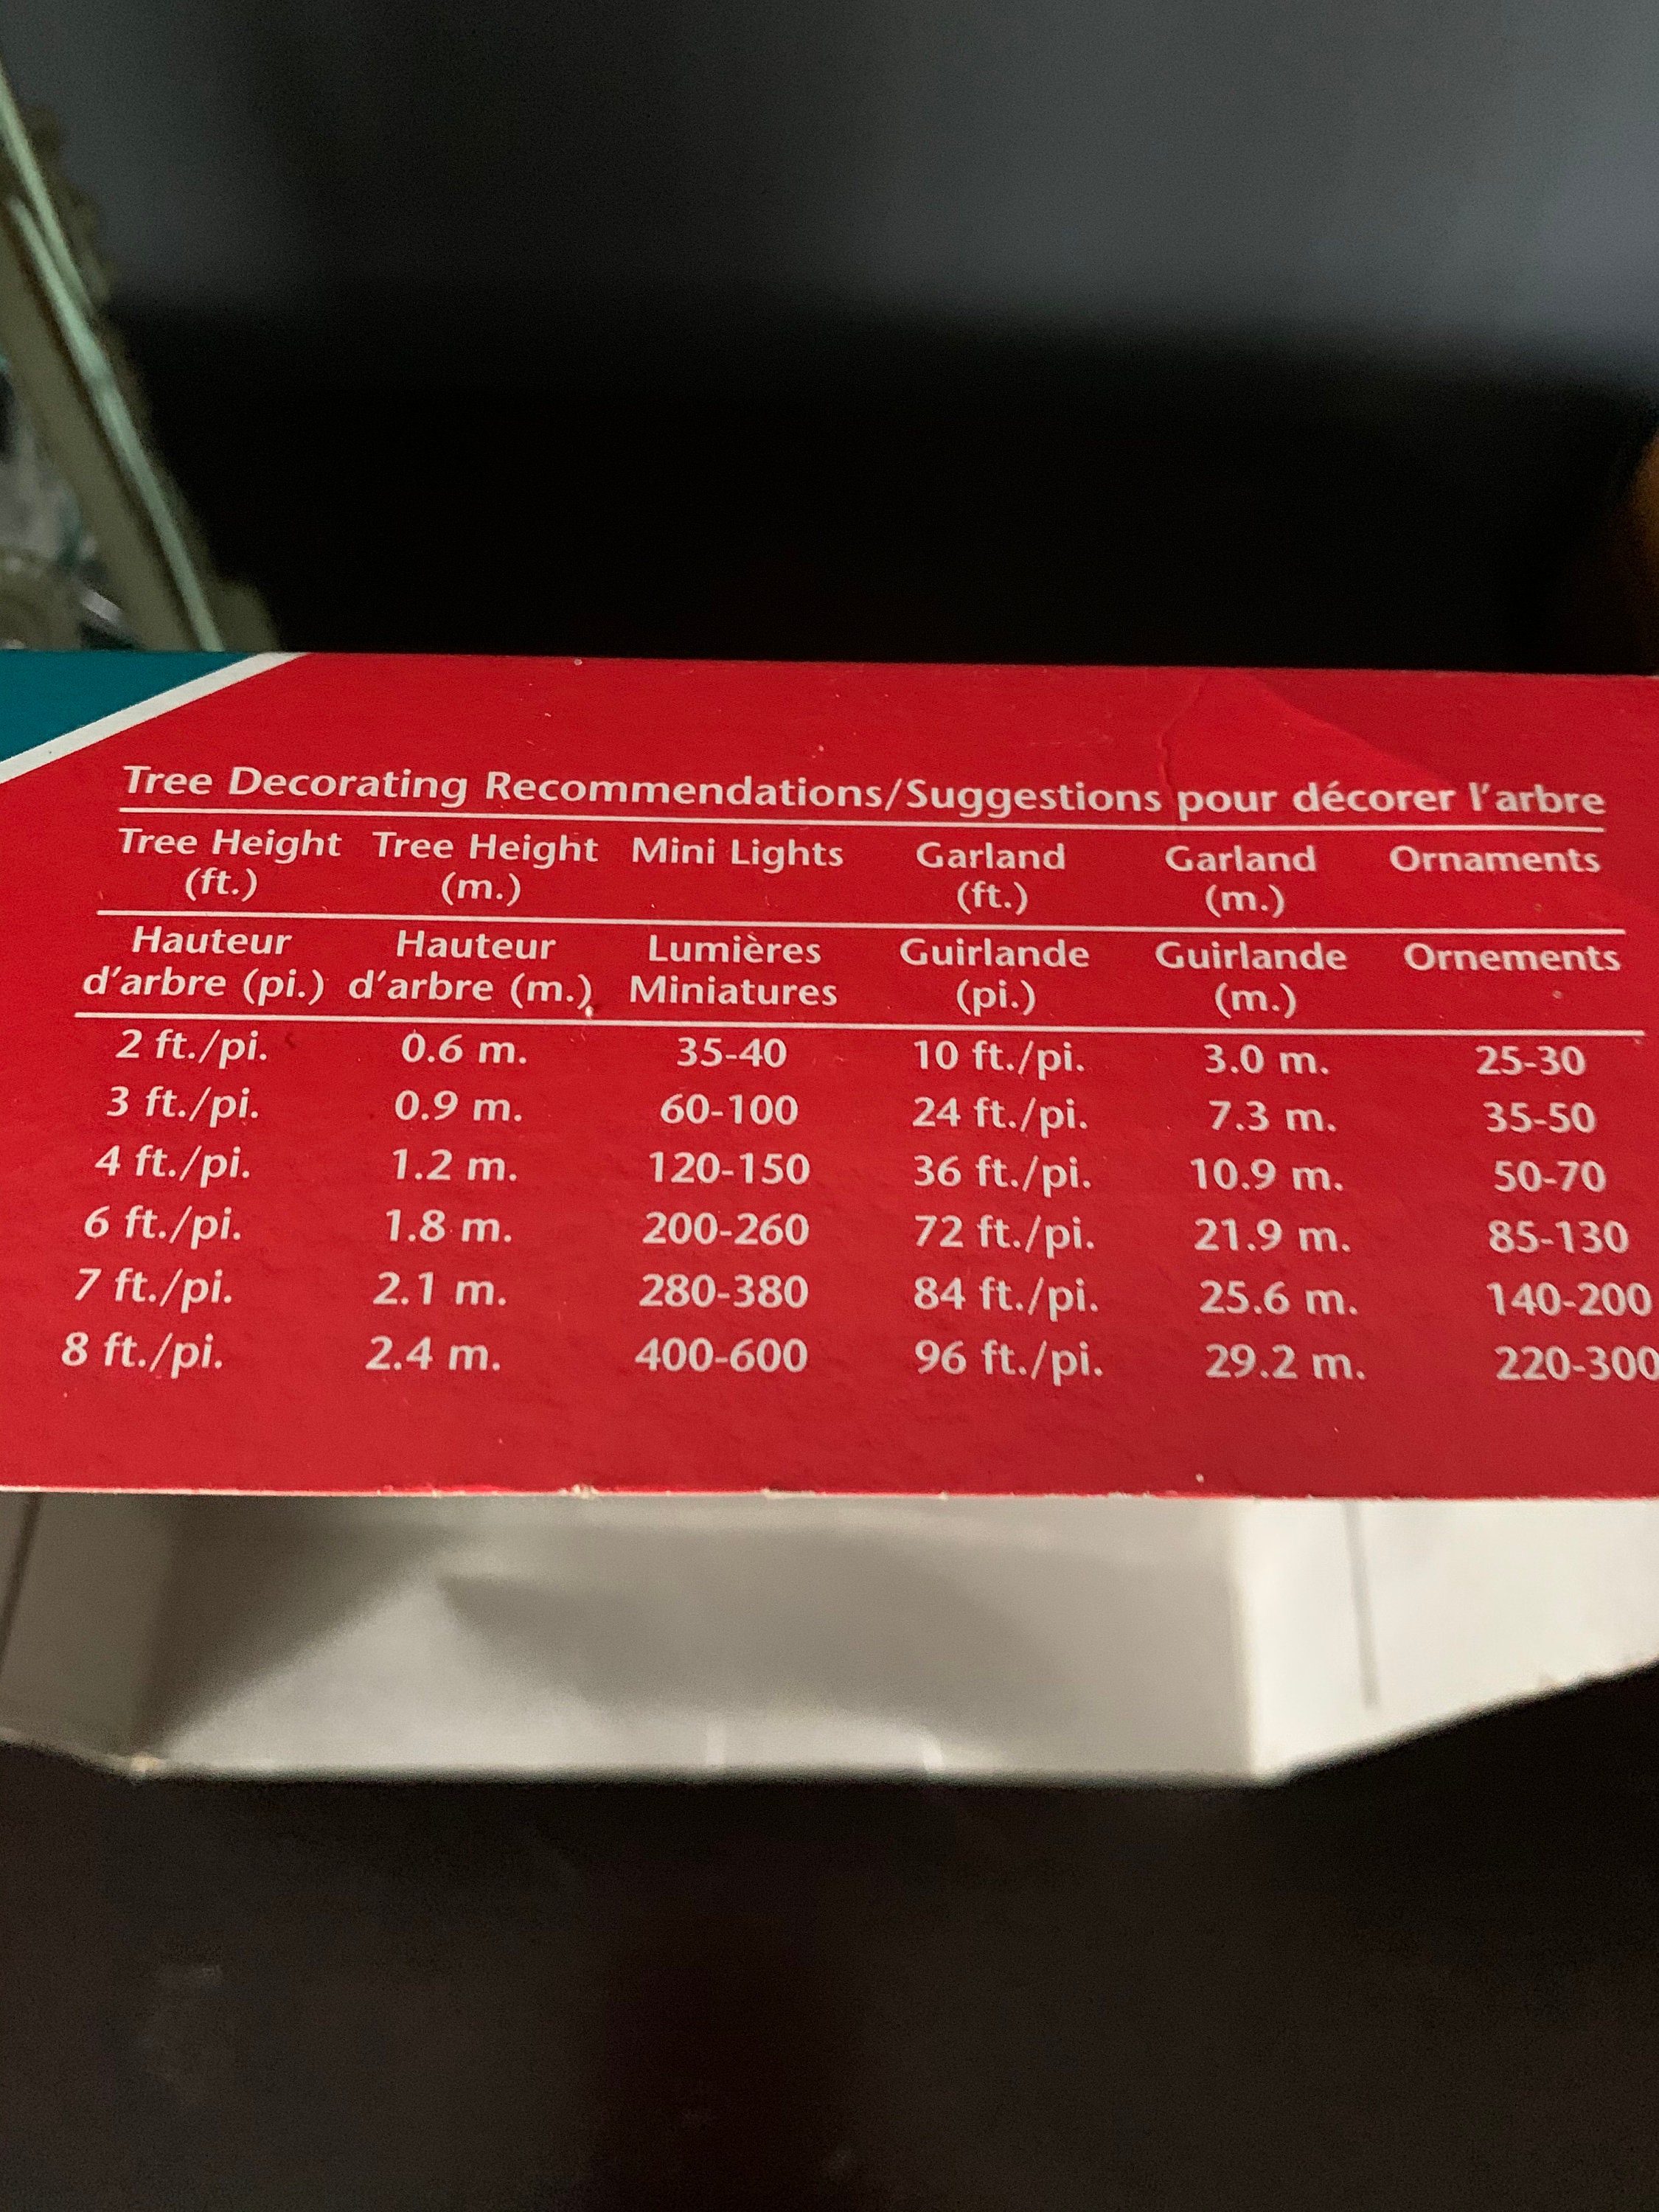 Tree Decorating Recommendations/Suggestions pour décorer l'arbre
Tree Height (ft.) Tree Height (m.) Mini Lights Garland (ft.) Garland (m.) Ornaments
Hauteur d'arbre (pi.) Hauteur d'arbre (m.) Lumières Miniatures Guirlande (pi.) Guirlande (m.) Ornements
2 ft./pi. 0.6 m. 35-40 10 ft./pi. 3.0 m. 25-30
3 ft./pi. 0.9 m. 60-100 24 ft./pi. 7.3 m. 35-50
4 ft./pi. 1.2 m. 120-150 36 ft./pi. 10.9 m. 50-70
6 ft./pi. 1.8 m. 200-260 72 ft./pi. 21.9 m. 85-130
7 ft./pi. 2.1 m. 280-380 84 ft./pi. 25.6 m. 140-200
8 ft./pi. 2.4 m. 400-600 96 ft./pi. 29.2 m. 220-300